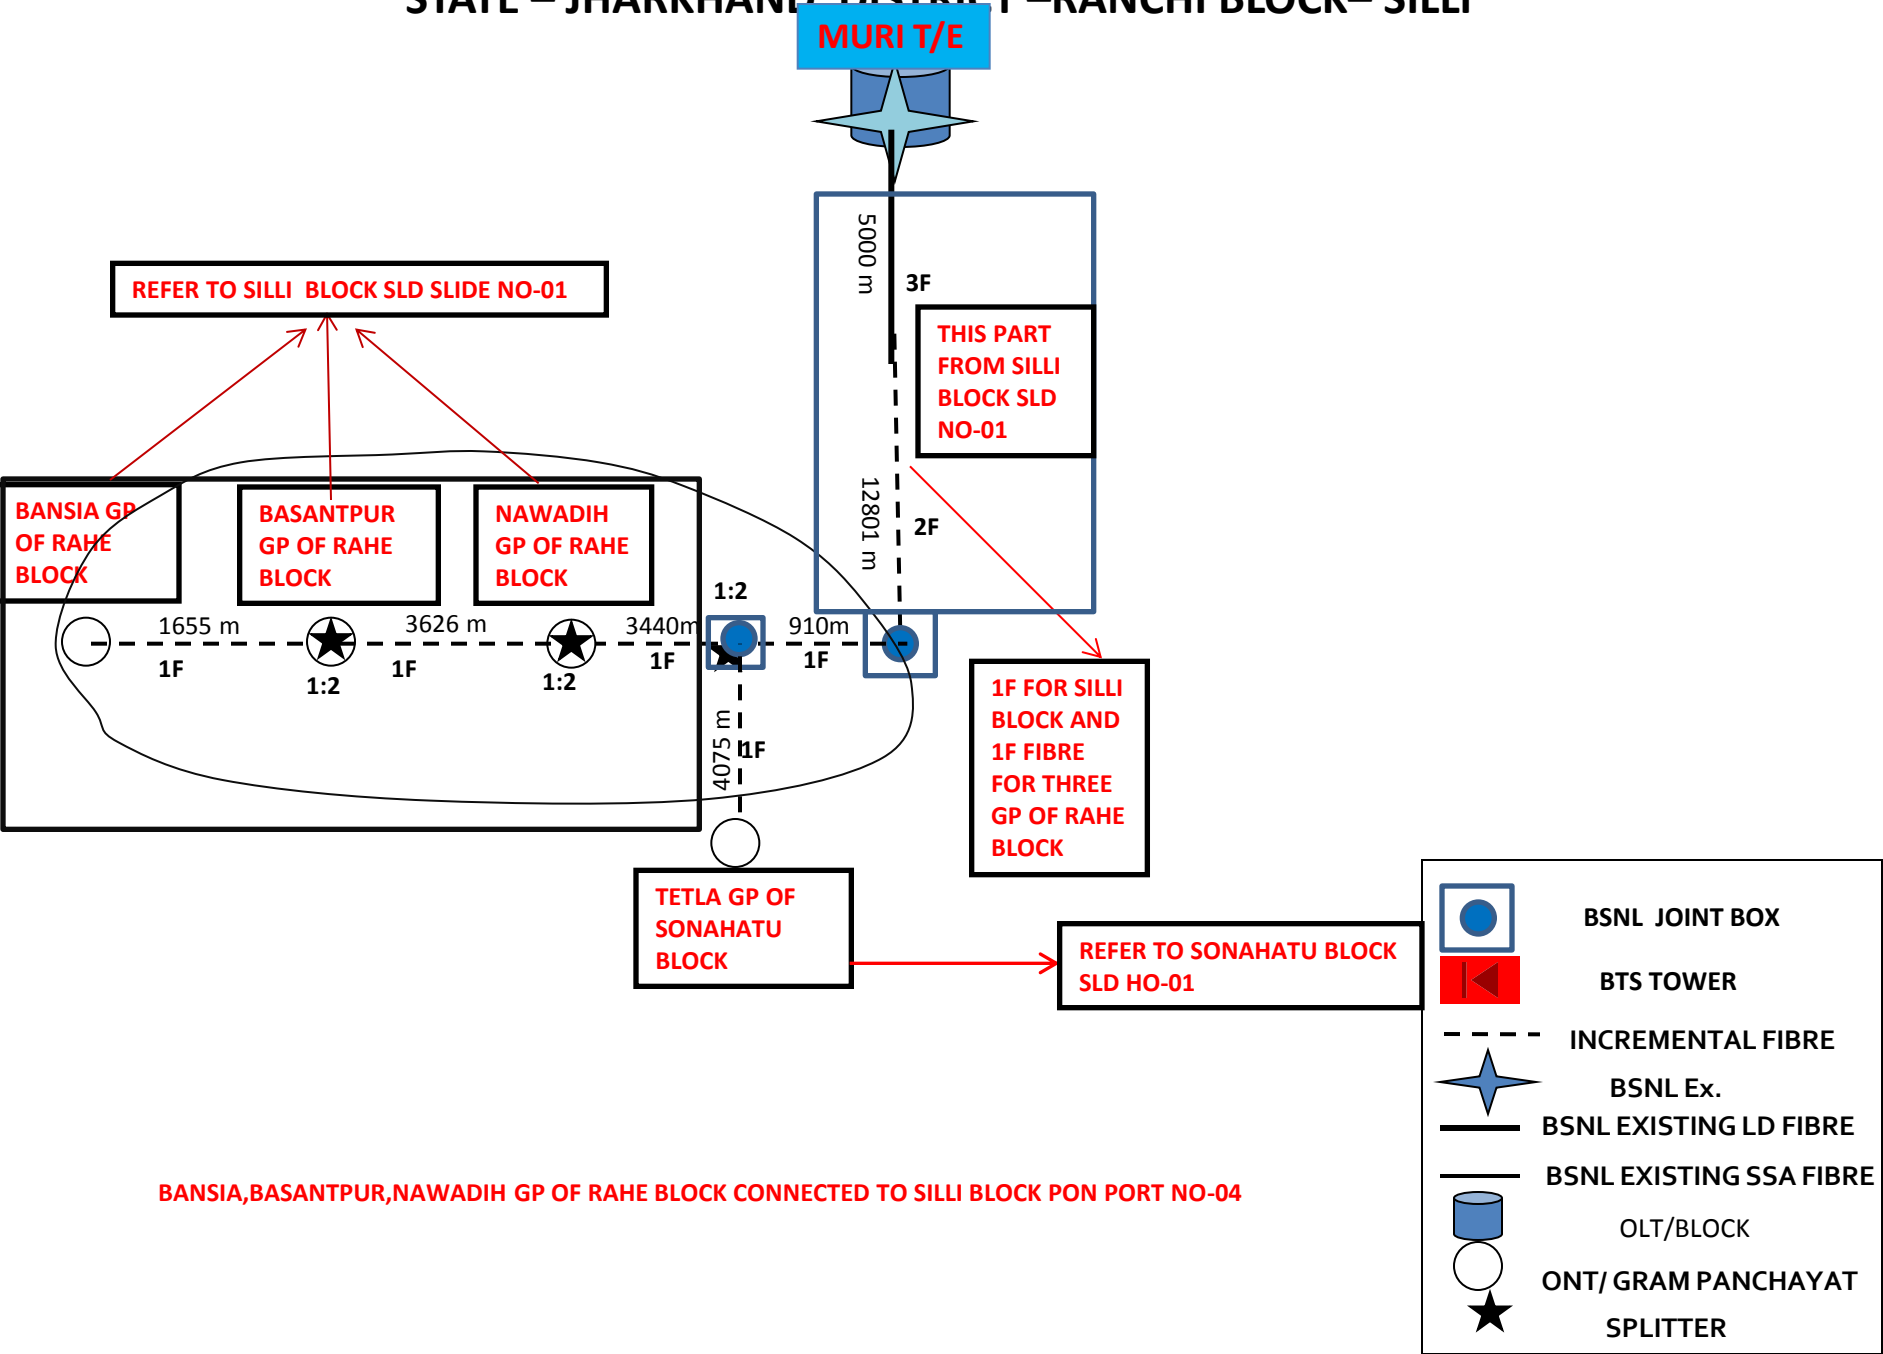 STATE – JHARKHAND DISTRICT –RANCHI BLOCK– SILLI
MURI T/E
5000 m
3F
REFER TO SILLI BLOCK SLD SLIDE NO-01
THIS PART
FROM SILLI
BLOCK SLD
NO-01
12801 m
2F
BANSIA GP
OF RAHE
BLOCK
BASANTPUR
GP OF RAHE
BLOCK
NAWADIH
GP OF RAHE
BLOCK
1:2
1655 m
3626 m
3440m
910m
1F
1F
1F
1F
1:2
1:2
4075 m
1F
1F FOR SILLI
BLOCK AND
1F FIBRE
FOR THREE
GP OF RAHE
BLOCK
TETLA GP OF
SONAHATU
BLOCK
REFER TO SONAHATU BLOCK
SLD HO-01
BSNL JOINT BOX
BTS TOWER
INCREMENTAL FIBRE
BSNL Ex.
BSNL EXISTING LD FIBRE
BSNL EXISTING SSA FIBRE
OLT/BLOCK
ONT/ GRAM PANCHAYAT
SPLITTER
BANSIA,BASANTPUR,NAWADIH GP OF RAHE BLOCK CONNECTED TO SILLI BLOCK PON PORT NO-04